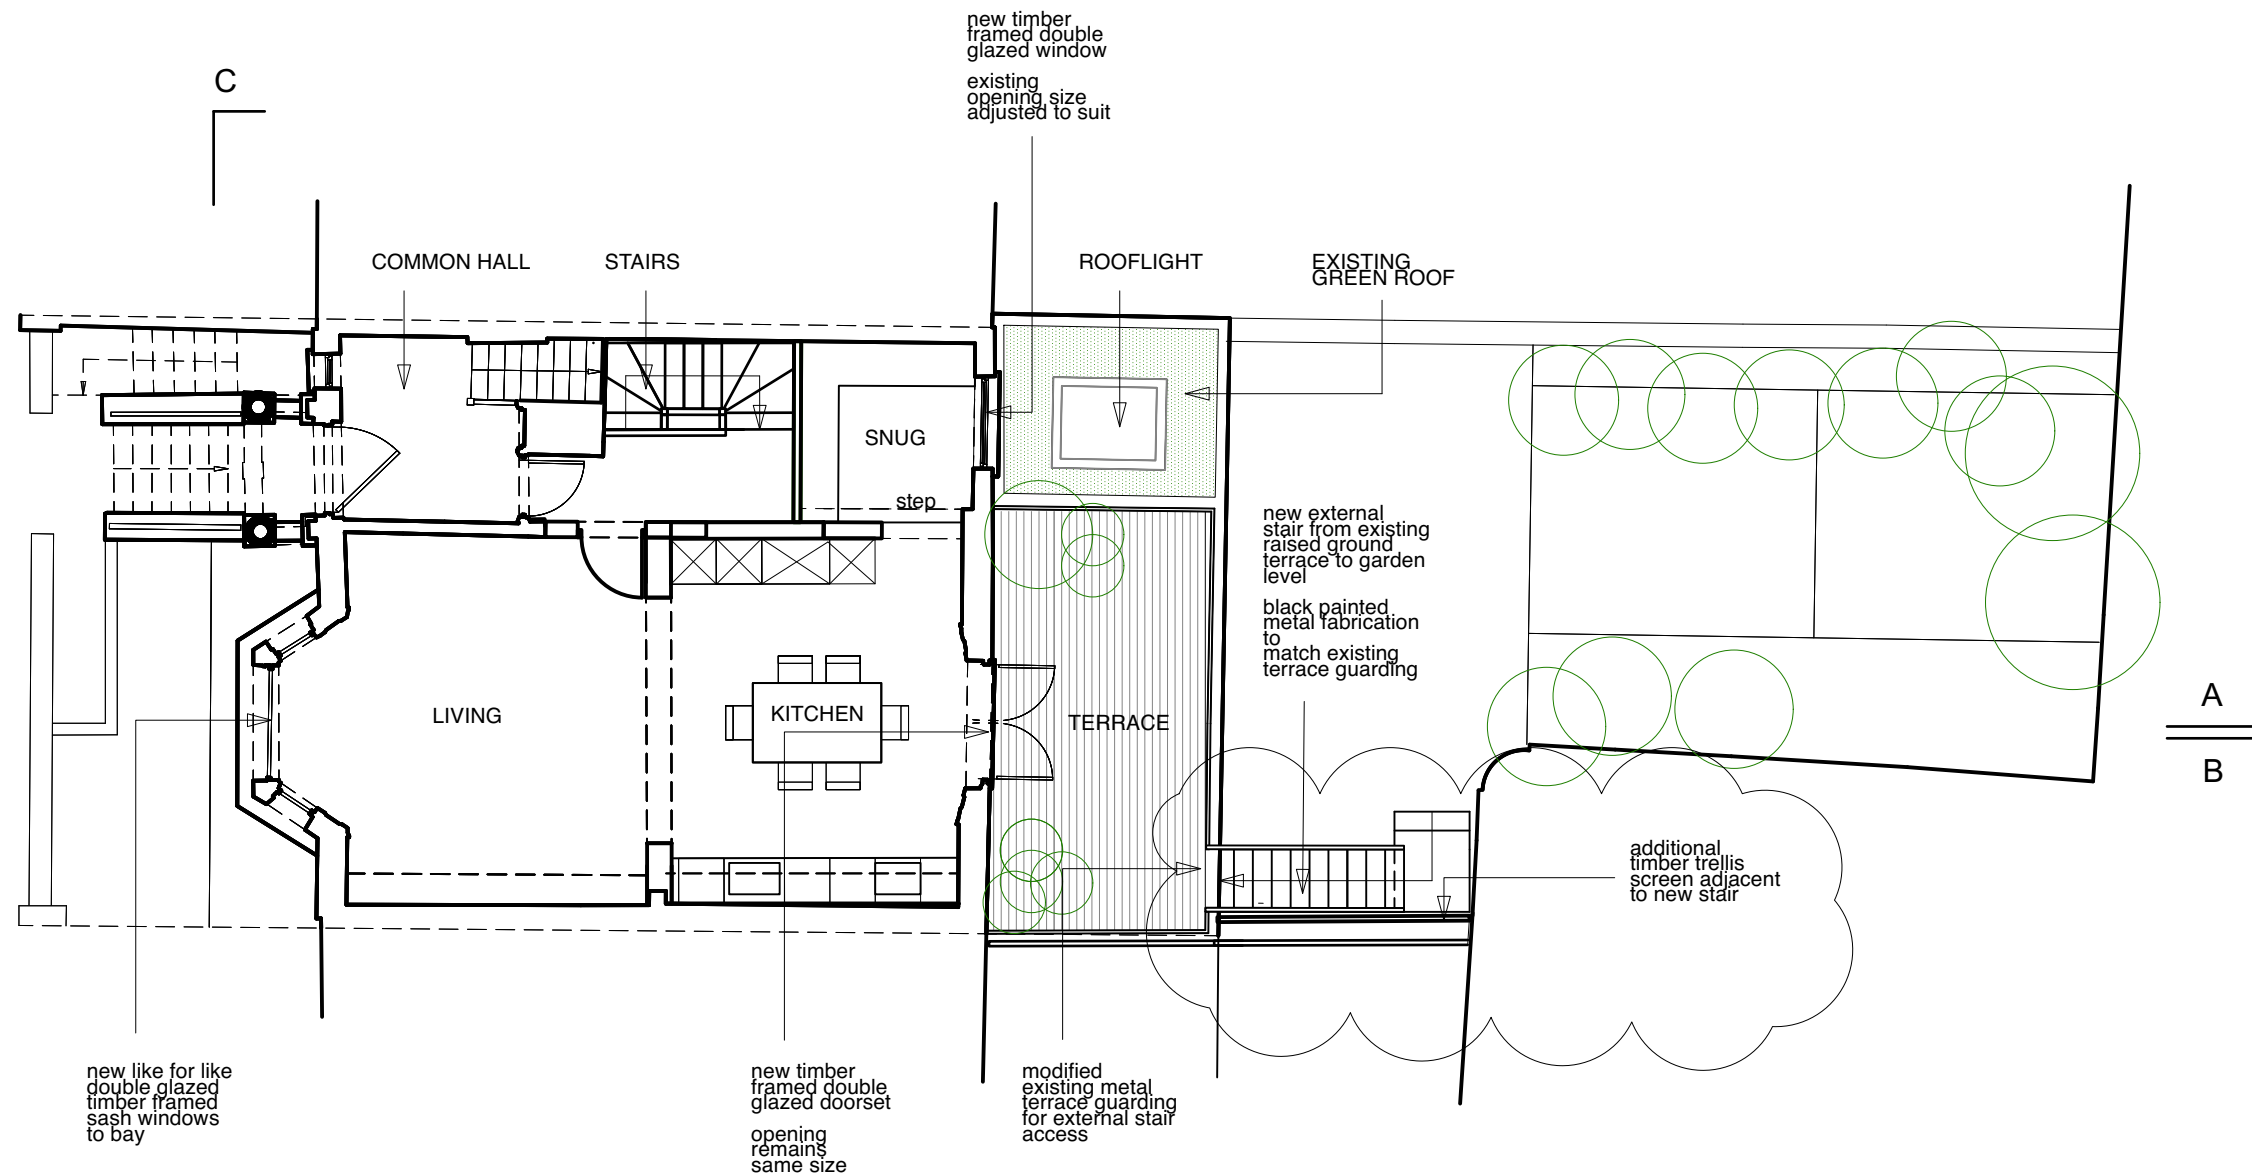 new timber
framed double
glazed window
existing
opening size
adjusted to suit
C
COMMON HALL
STAIRS
ROOFLIGHT
EXISTING
GREEN ROOF
SNUG
step
new external
stair from existing
raised ground
terrace to garden
level
black painted
metal fabrication
to
match existing
terrace guarding
LIVING
KITCHEN
TERRACE
A
B
additional
timber trellis
screen adjacent
to new stair
new like for like
double glazed
timber framed
sash windows
to bay
new timber
framed double
glazed doorset
opening
remains
same size
modified
existing metal
terrace guarding
for external stair
access